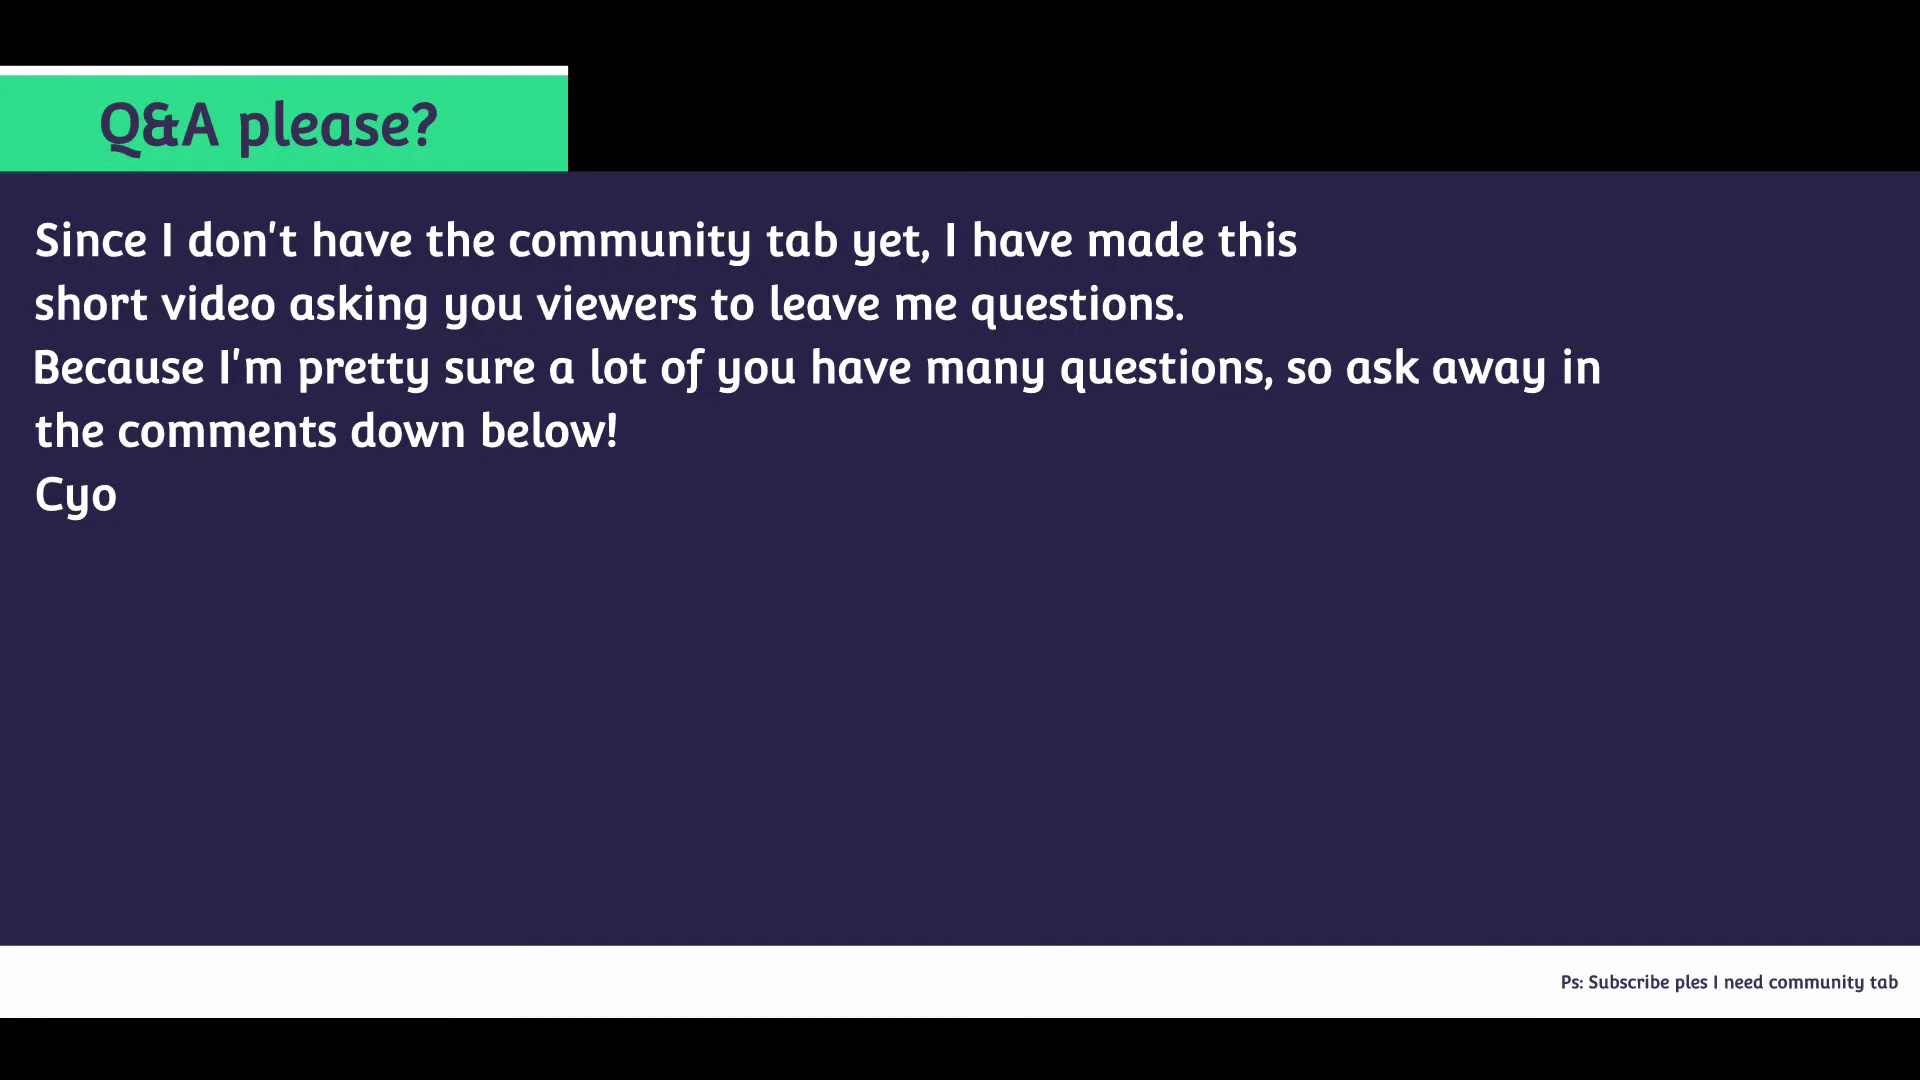 Q&A please?
Since I don't have the community tab yet, I have made this
short video asking you viewers to leave me questions.
Because I'm pretty sure a lot of you have many questions, so ask away in
the comments down below!
Cyo
Ps: Subscribe ples I need community tab